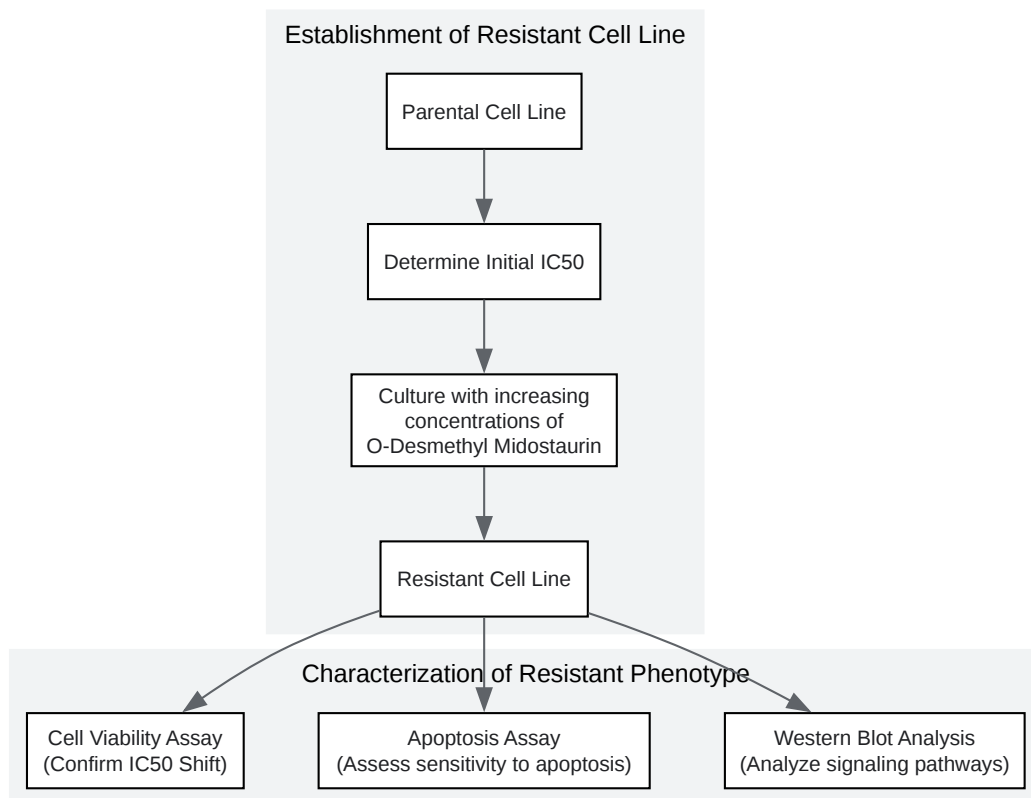 Establishment of Resistant Cell Line
Parental Cell Line
Determine Initial IC50
Culture with increasing
concentrations of
O-Desmethyl Midostaurin
Resistant Cell Line
Characterization of Resistant Phenotype
Cell Viability Assay
(Confirm IC50 Shift)
Apoptosis Assay
(Assess sensitivity to apoptosis)
Western Blot Analysis
(Analyze signaling pathways)